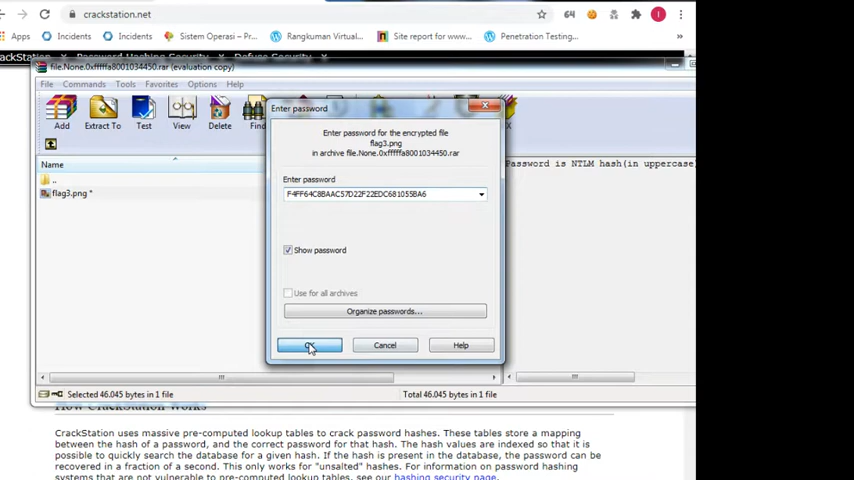 crackstation.net
Apps Incidents Incidents Sistem Operasi – Pr... Rangkuman Virtual... Site report for www... Penetration Testing...
file.None.0xfffffa8001034450.rar (evaluation copy)
File Commands Tools Favorites Options Help
Add Extract To Test View Delete Find
Name
..
flag3.png *
Password is NTLM hash(in uppercase)
Enter password
Enter password for the encrypted file
flag3.png
in archive file.None.0xfffffa8001034450.rar
Enter password
F4FF64C8BAAC57D22F22EDC681055BA6
Show password
Use for all archives
Organize passwords...
OK Cancel Help
Selected 46.045 bytes in 1 file Total 46.045 bytes in 1 file
How CrackStation Works
CrackStation uses massive pre-computed lookup tables to crack password hashes. These tables store a mapping
between the hash of a password, and the correct password for that hash. The hash values are indexed so that it is
possible to quickly search the database for a given hash. If the hash is present in the database, the password can be
recovered in a fraction of a second. This only works for "unsalted" hashes. For information on password hashing
systems that are not vulnerable to pre-computed lookup tables, see our hashing security page.